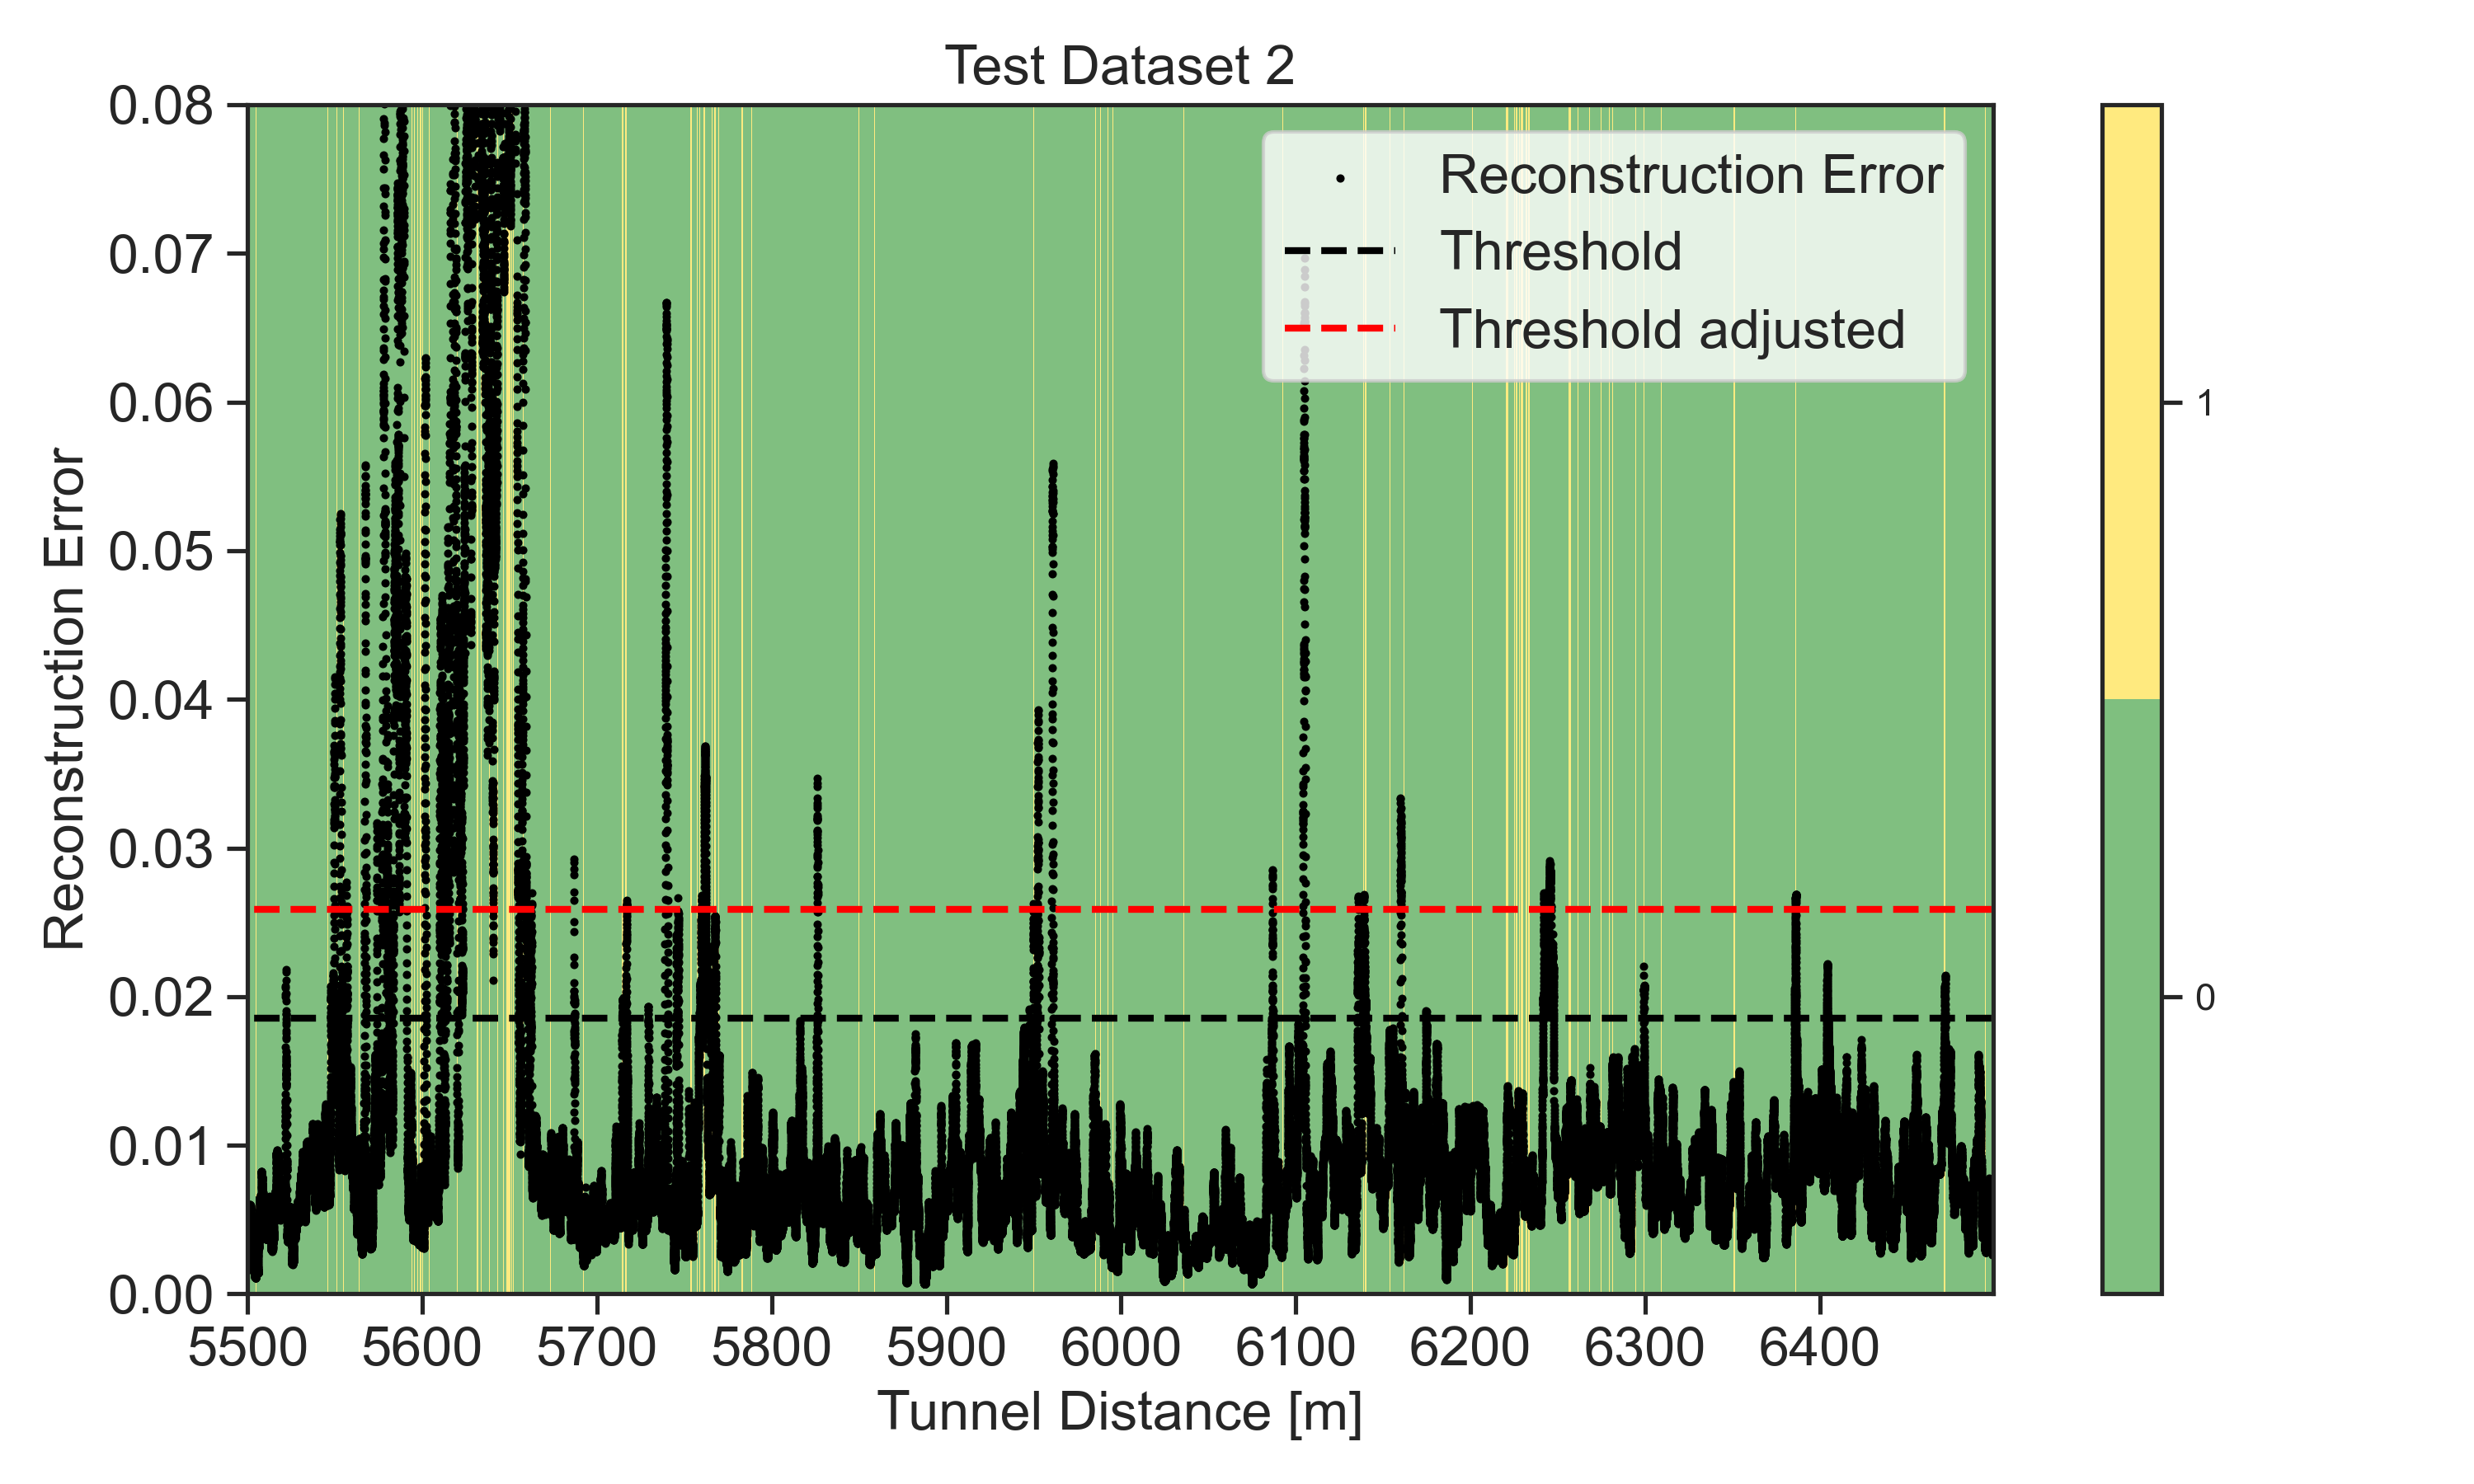 Test Dataset 2
0.08
0.07
0.06
0.05
0.04
0.03
0.02
0.01
0.00
Reconstruction Error
Reconstruction Error
Threshold
Threshold adjusted
1
0
5500 5600 5700 5800 5900 6000 6100 6200 6300 6400
Tunnel Distance [m]